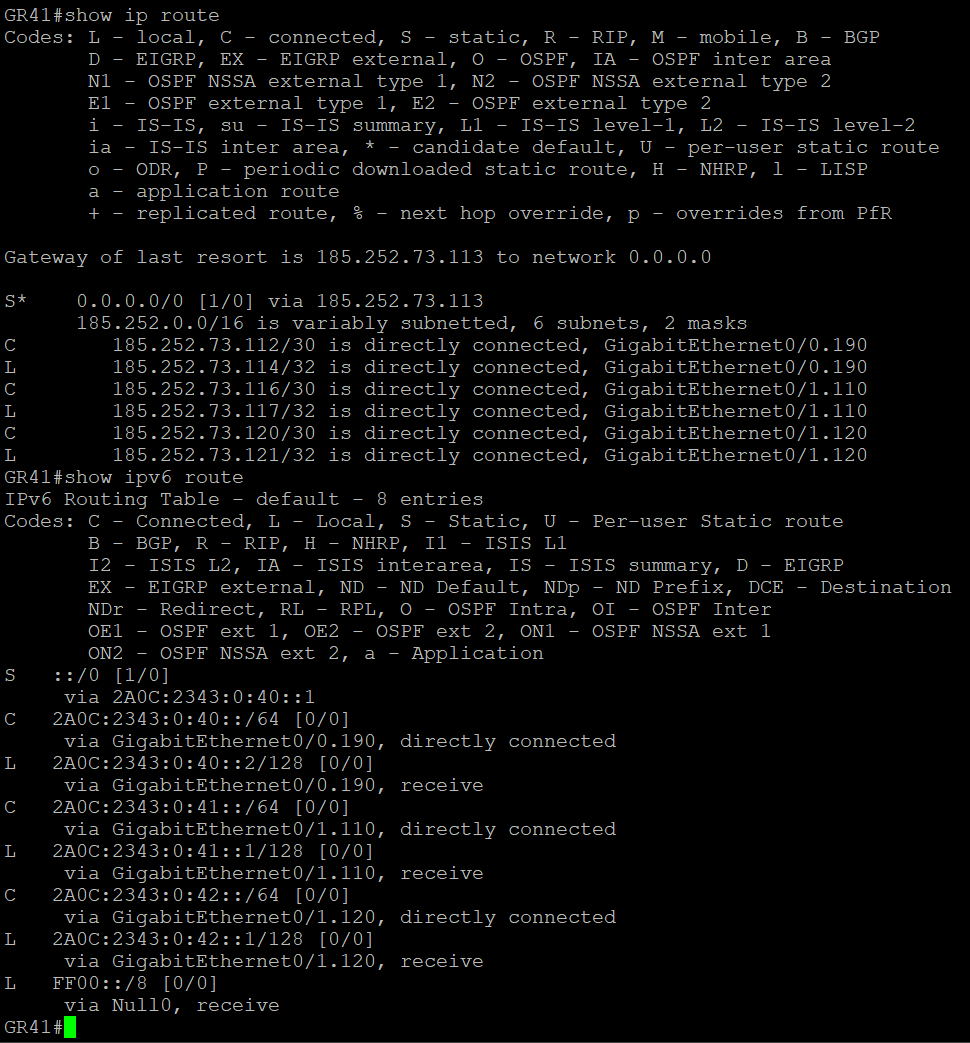 GR41#show ip route
Codes: L - local, C - connected, S - static, R - RIP, M - mobile, B - BGP
       D - EIGRP, EX - EIGRP external, O - OSPF, IA - OSPF inter area
       N1 - OSPF NSSA external type 1, N2 - OSPF NSSA external type 2
       E1 - OSPF external type 1, E2 - OSPF external type 2
       i - IS-IS, su - IS-IS summary, L1 - IS-IS level-1, L2 - IS-IS level-2
       ia - IS-IS inter area, * - candidate default, U - per-user static route
       o - ODR, P - periodic downloaded static route, H - NHRP, l - LISP
       a - application route
       + - replicated route, % - next hop override, p - overrides from PfR

Gateway of last resort is 185.252.73.113 to network 0.0.0.0

S*    0.0.0.0/0 [1/0] via 185.252.73.113
      185.252.0.0/16 is variably subnetted, 6 subnets, 2 masks
C        185.252.73.112/30 is directly connected, GigabitEthernet0/0.190
L        185.252.73.114/32 is directly connected, GigabitEthernet0/0.190
C        185.252.73.116/30 is directly connected, GigabitEthernet0/1.110
L        185.252.73.117/32 is directly connected, GigabitEthernet0/1.110
C        185.252.73.120/30 is directly connected, GigabitEthernet0/1.120
L        185.252.73.121/32 is directly connected, GigabitEthernet0/1.120
GR41#show ipv6 route
IPv6 Routing Table - default - 8 entries
Codes: C - Connected, L - Local, S - Static, U - Per-user Static route
       B - BGP, R - RIP, H - NHRP, I1 - ISIS L1
       I2 - ISIS L2, IA - ISIS interarea, IS - ISIS summary, D - EIGRP
       EX - EIGRP external, ND - ND Default, NDp - ND Prefix, DCE - Destination
       NDr - Redirect, RL - RPL, O - OSPF Intra, OI - OSPF Inter
       OE1 - OSPF ext 1, OE2 - OSPF ext 2, ON1 - OSPF NSSA ext 1
       ON2 - OSPF NSSA ext 2, a - Application
S   ::/0 [1/0]
     via 2A0C:2343:0:40::1
C   2A0C:2343:0:40::/64 [0/0]
     via GigabitEthernet0/0.190, directly connected
L   2A0C:2343:0:40::2/128 [0/0]
     via GigabitEthernet0/0.190, receive
C   2A0C:2343:0:41::/64 [0/0]
     via GigabitEthernet0/1.110, directly connected
L   2A0C:2343:0:41::1/128 [0/0]
     via GigabitEthernet0/1.110, receive
C   2A0C:2343:0:42::/64 [0/0]
     via GigabitEthernet0/1.120, directly connected
L   2A0C:2343:0:42::1/128 [0/0]
     via GigabitEthernet0/1.120, receive
L   FF00::/8 [0/0]
     via Null0, receive
GR41#